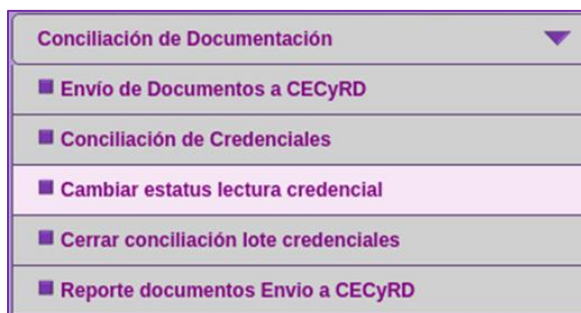 Conciliación de Documentación
Envío de Documentos a CECyRD
Conciliación de Credenciales
Cambiar estatus lectura credencial
Cerrar conciliación lote credenciales
Reporte documentos Envio a CECyRD